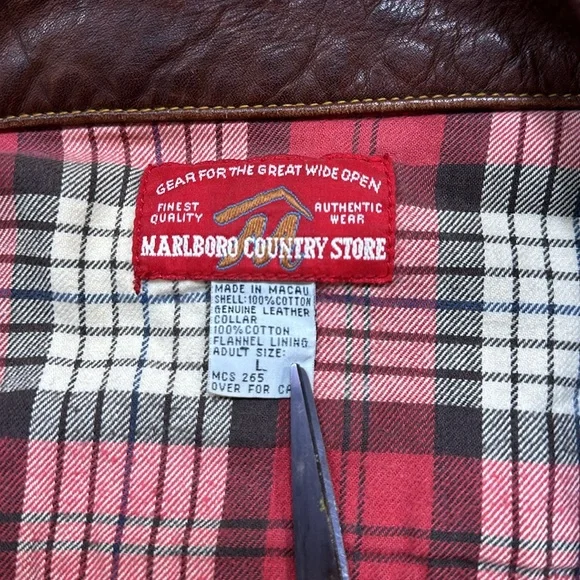 GEAR FOR THE GREAT WIDE OPEN
FINEST QUALITY
AUTHENTIC WEAR
M
MARLBORO COUNTRY STORE
MADE IN MACAU
SHELL:100%COTTON
GENUINE LEATHER
COLLAR
100%COTTON
FLANNEL LINING
ADULT SIZE:
L
MCS 265
OVER FOR